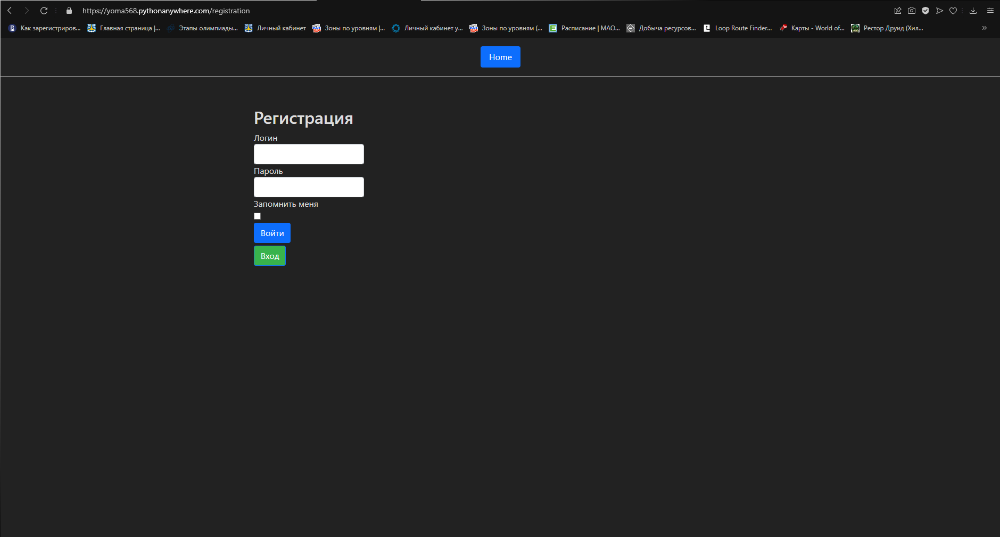 https://yoma568.pythonanywhere.com/registration
Как зарегистриров... Главная страница |... Этапы олимпиады... Личный кабинет Зоны по уровням |... Личный кабинет у... Зоны по уровням (... Расписание | МАО... Добыча ресурсов... Loop Route Finder... Карты - World of... Рестор Друид (Хил...
Home
Регистрация
Логин
Пароль
Запомнить меня
Войти
Вход